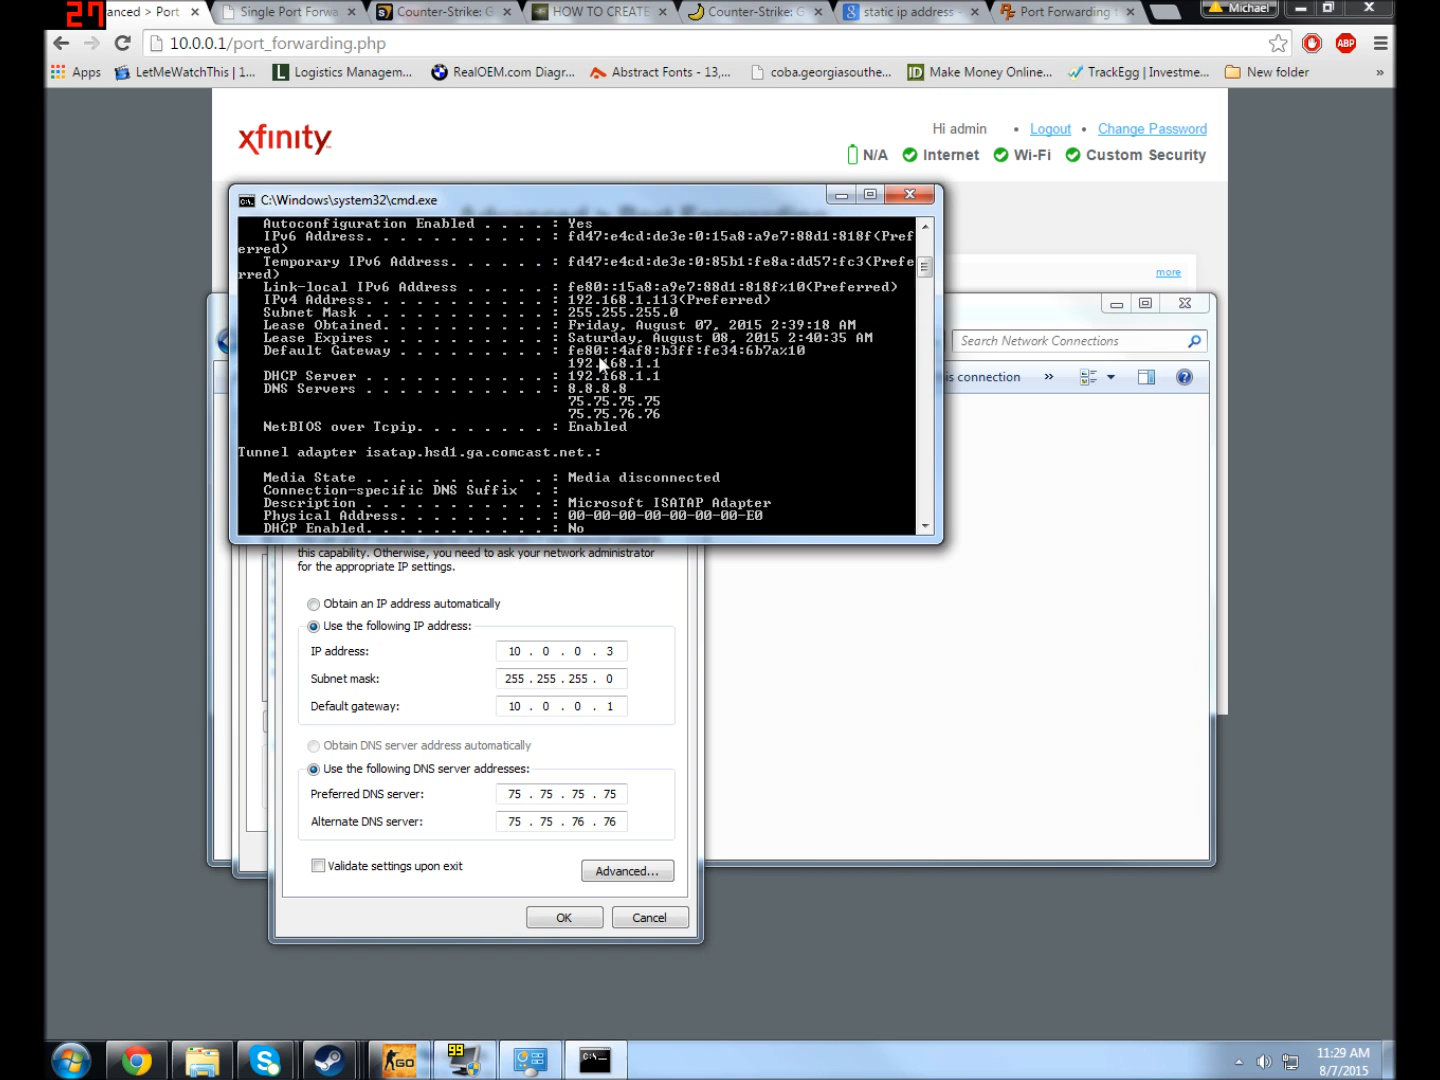 27
anced > Port
Single Port Forwa
Counter-Strike: G
HOW TO CREATE
Counter-Strike: G
static ip address -
Port Forwarding
Michael
10.0.0.1/port_forwarding.php
ABP
Apps
LetMeWatchThis | 1...
Logistics Managem...
RealOEM.com Diagr...
Abstract Fonts - 13,...
coba.georgiasouthe...
Make Money Online...
TrackEgg | Investme...
New folder
»
xfinity
Hi admin • Logout • Change Password
N/A Internet Wi-Fi Custom Security
more
C:\Windows\system32\cmd.exe
Autoconfiguration Enabled . . . . : Yes
IPv6 Address. . . . . . . . . . . : fd47:e4cd:de3e:0:15a8:a9e7:88d1:818f(Pref
erred)
Temporary IPv6 Address. . . . . . : fd47:e4cd:de3e:0:85b1:fe8a:dd57:fc3(Prefe
rred)
Link-local IPv6 Address . . . . . : fe80::15a8:a9e7:88d1:818f%10(Preferred)
IPv4 Address. . . . . . . . . . . : 192.168.1.113(Preferred)
Subnet Mask . . . . . . . . . . . : 255.255.255.0
Lease Obtained. . . . . . . . . . : Friday, August 07, 2015 2:39:18 AM
Lease Expires . . . . . . . . . . : Saturday, August 08, 2015 2:40:35 AM
Default Gateway . . . . . . . . . : fe80::4af8:b3ff:fe34:6b7a%10
192.168.1.1
DHCP Server . . . . . . . . . . . : 192.168.1.1
DNS Servers . . . . . . . . . . . : 8.8.8.8
75.75.75.75
75.75.76.76
NetBIOS over Tcpip. . . . . . . . : Enabled
Tunnel adapter isatap.hsd1.ga.comcast.net.:
Media State . . . . . . . . . . . : Media disconnected
Connection-specific DNS Suffix  . :
Description . . . . . . . . . . . : Microsoft ISATAP Adapter
Physical Address. . . . . . . . . : 00-00-00-00-00-00-00-E0
DHCP Enabled. . . . . . . . . . . : No
Search Network Connections
is connection »
this capability. Otherwise, you need to ask your network administrator
for the appropriate IP settings.
Obtain an IP address automatically
Use the following IP address:
IP address: 10 . 0 . 0 . 3
Subnet mask: 255 . 255 . 255 . 0
Default gateway: 10 . 0 . 0 . 1
Obtain DNS server address automatically
Use the following DNS server addresses:
Preferred DNS server: 75 . 75 . 75 . 75
Alternate DNS server: 75 . 75 . 76 . 76
Validate settings upon exit
Advanced...
OK
Cancel
GO
99
11:29 AM
8/7/2015